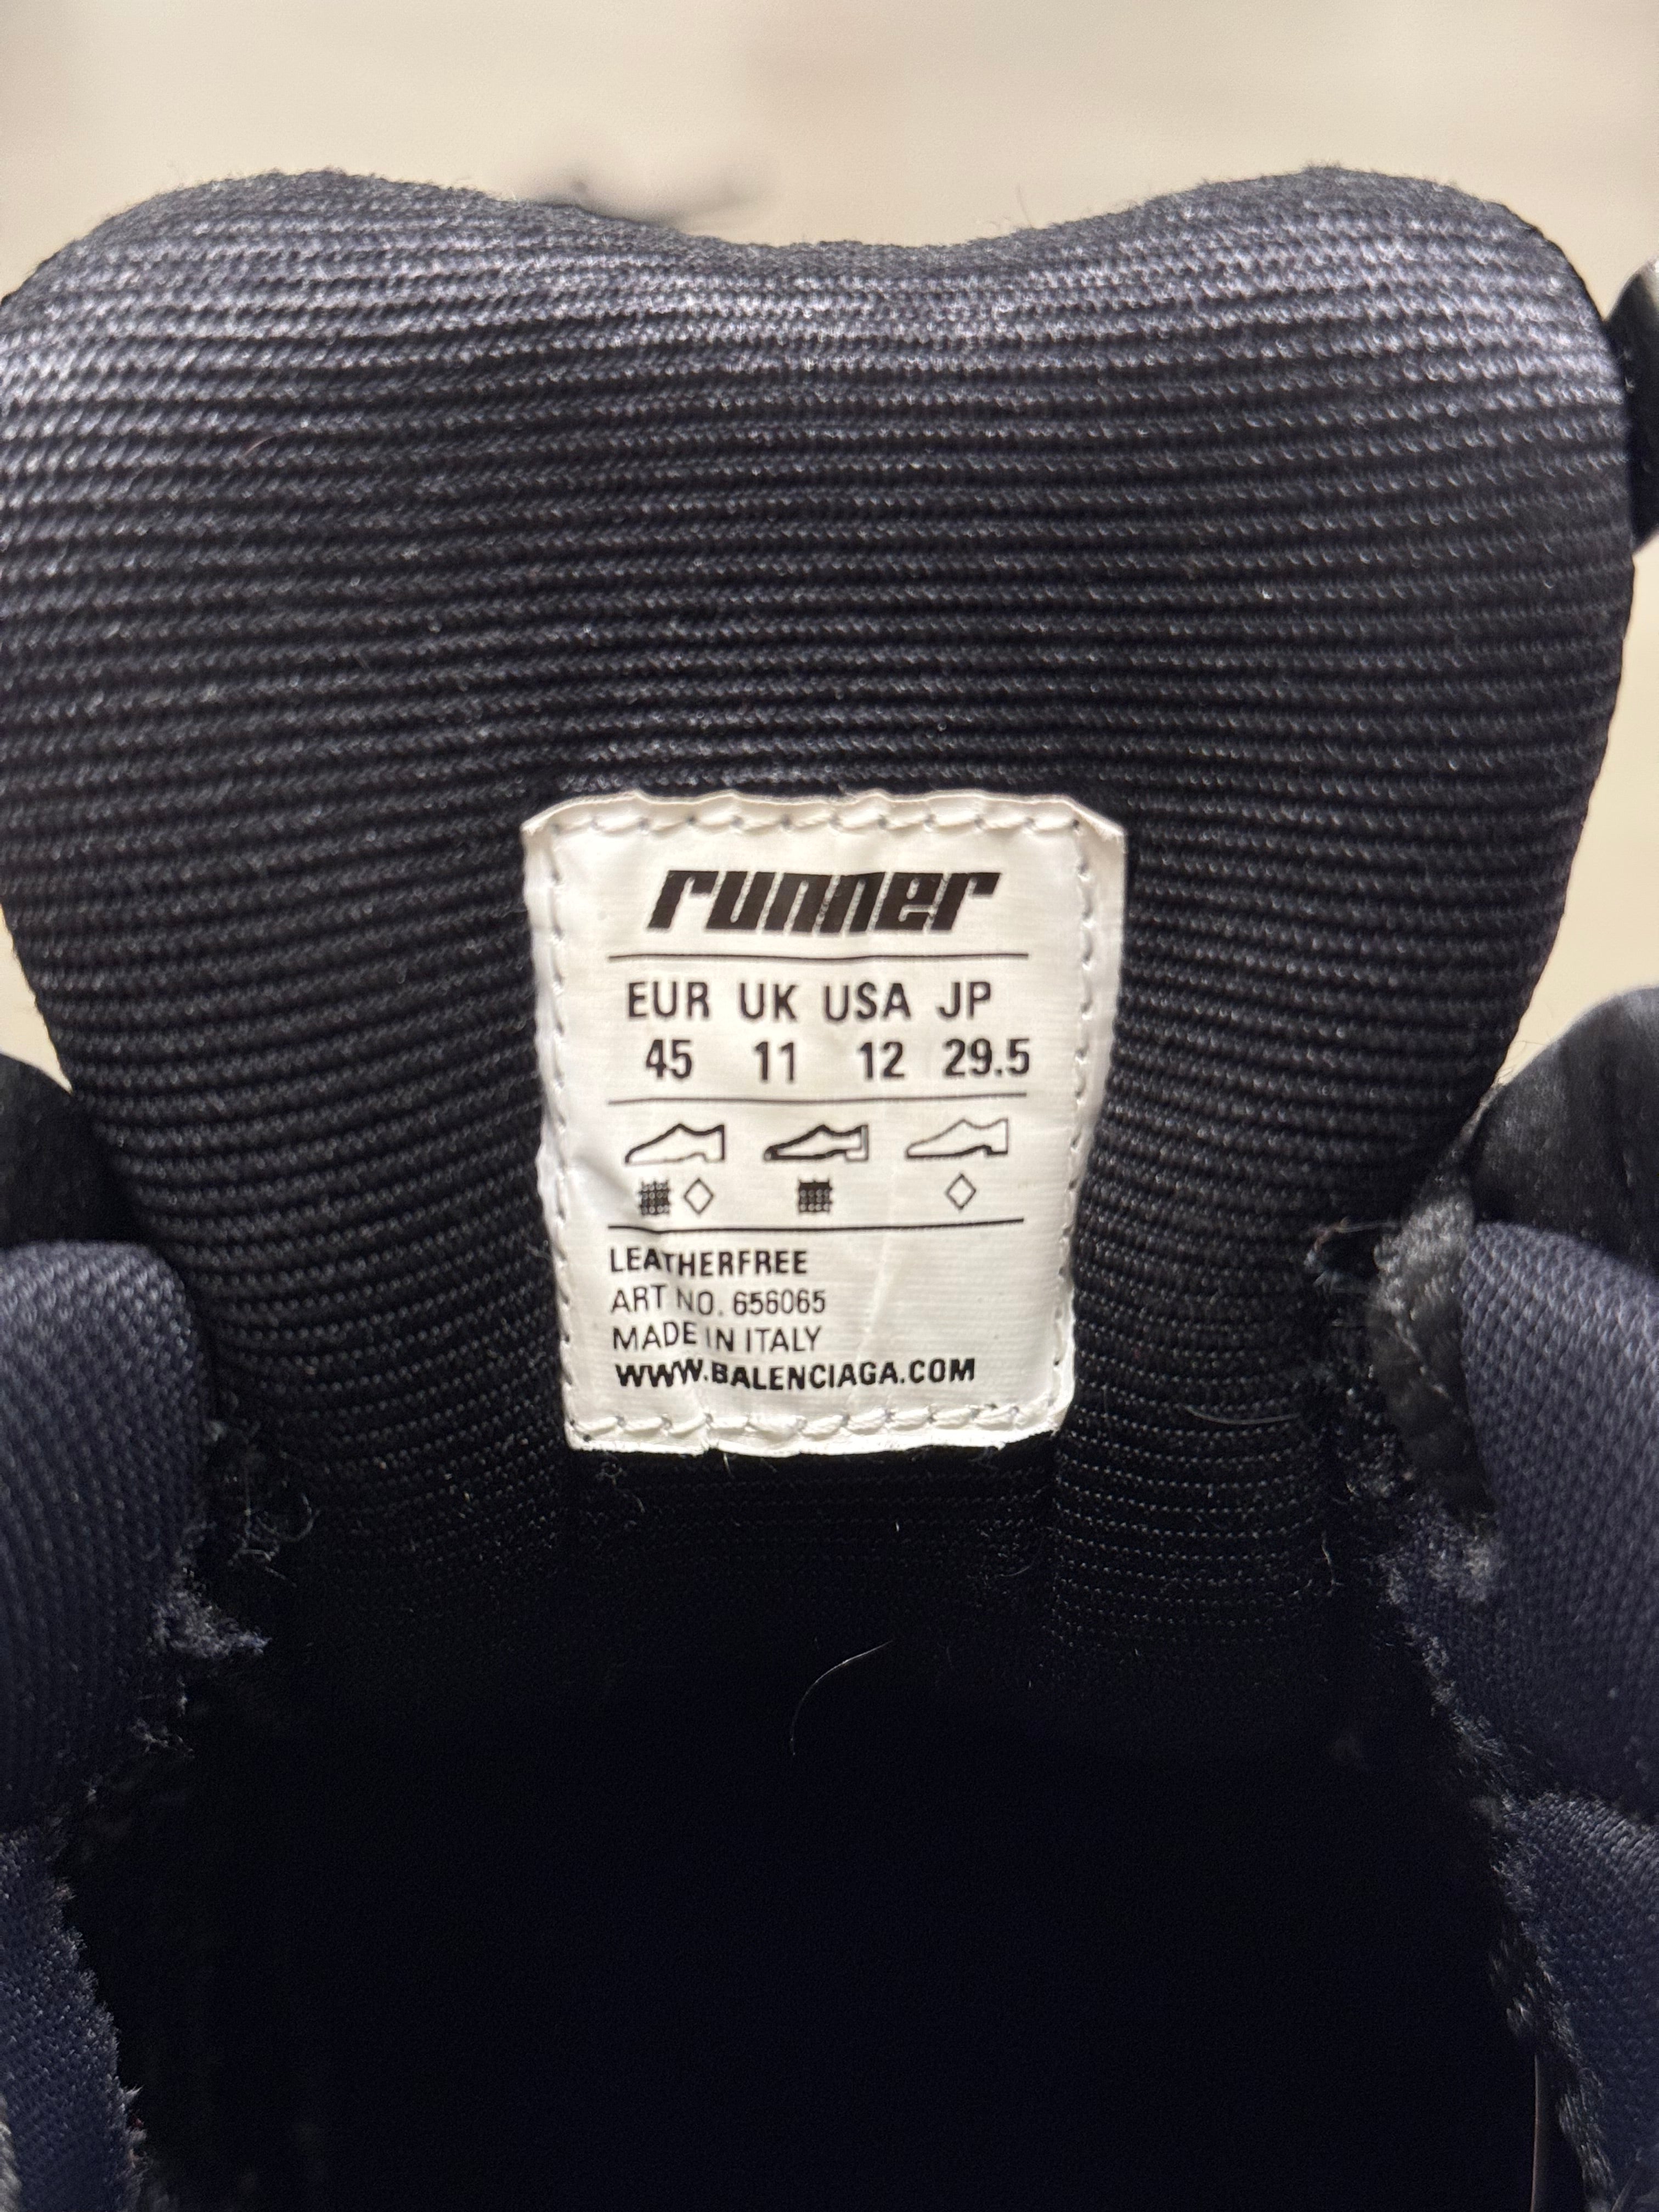 runner
EUR UK USA JP
45 11 12 29.5
LEATHERFREE
ART NO. 656065
MADE IN ITALY
WWW.BALENCIAGA.COM